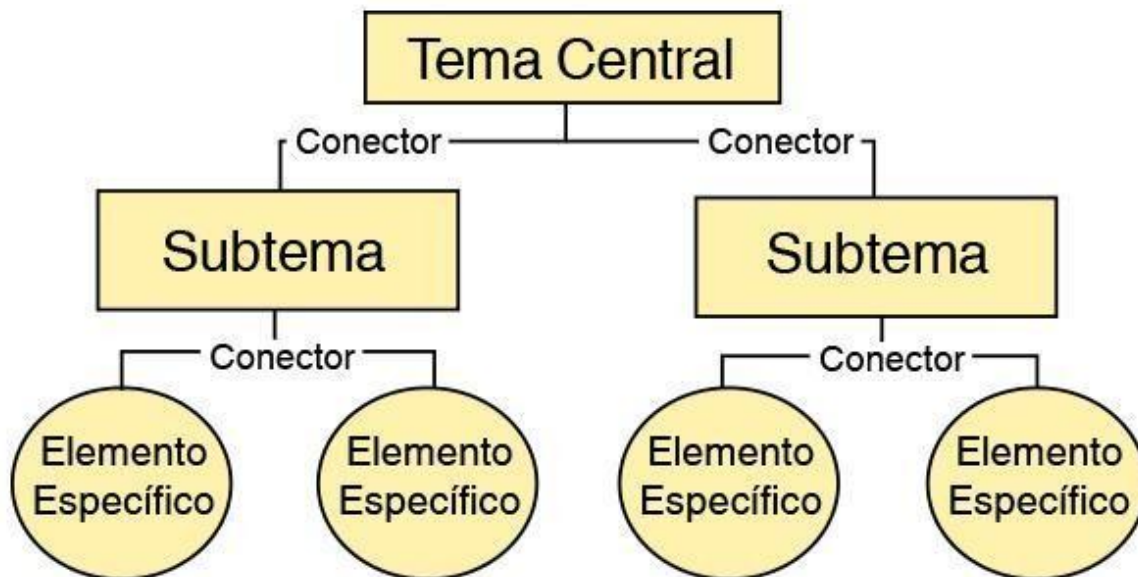 Tema Central
Conector Conector
Subtema Subtema
Conector Conector
Elemento Elemento Elemento Elemento
Específico Específico Específico Específico